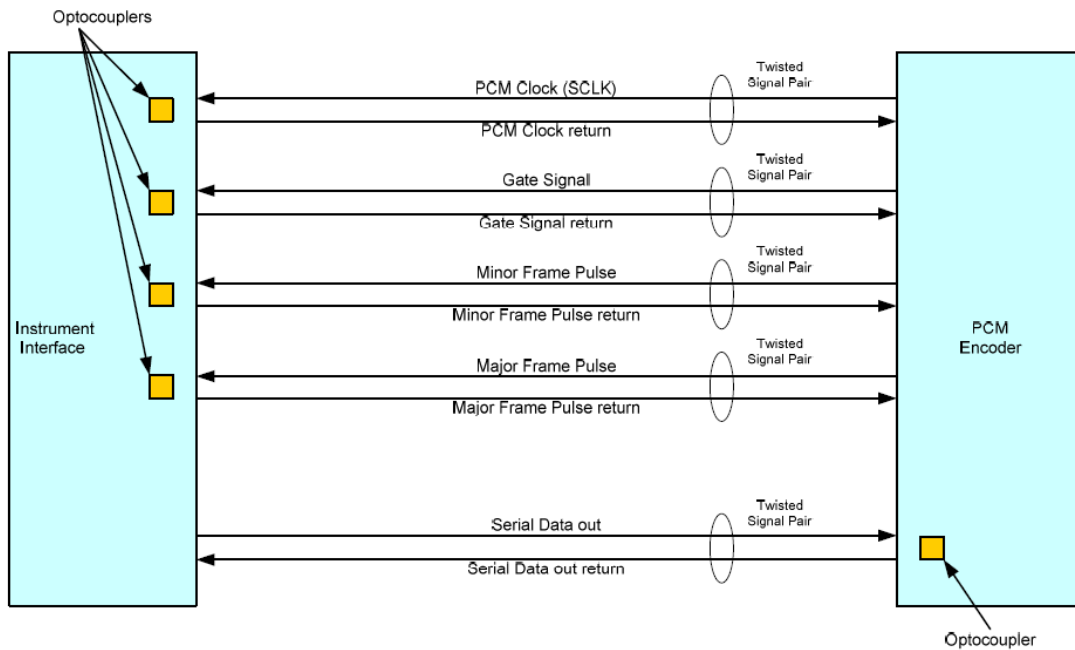 Optocouplers
PCM Clock (SCLK)
Twisted
Signal Pair
PCM Clock return
Gate Signal
Twisted
Signal Pair
Gate Signal return
Minor Frame Pulse
Twisted
Signal Pair
Minor Frame Pulse return
Instrument
Interface
PCM
Encoder
Major Frame Pulse
Twisted
Signal Pair
Major Frame Pulse return
Serial Data out
Twisted
Signal Pair
Serial Data out return
Optocoupler